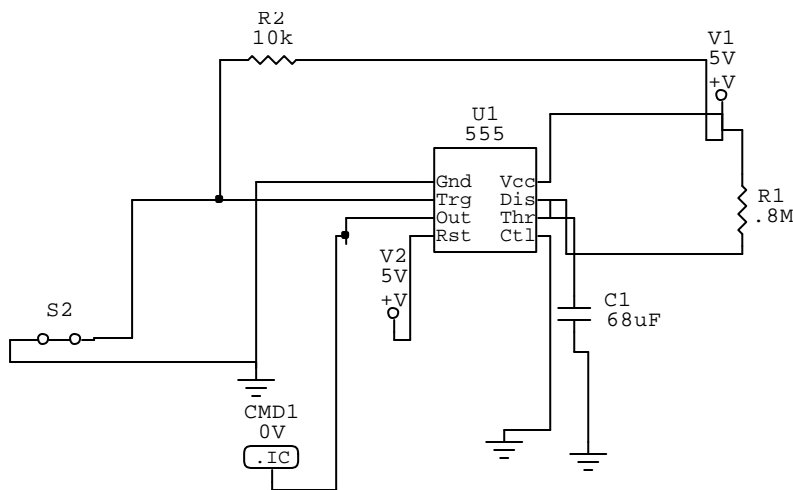 R2
10k
V1
5V
+V
U1
555
Gnd
Vcc
Trg
Dis
Out
Thr
Rst
Ctl
R1
.8M
V2
5V
+V
S2
C1
68uF
CMD1
0V
.IC